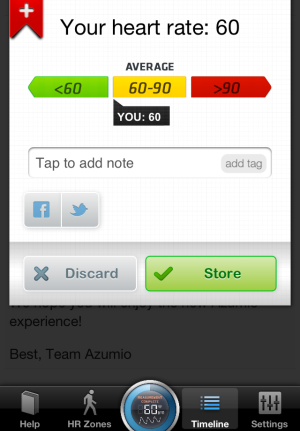 Your heart rate: 60
AVERAGE
<60
60-90
>90
YOU: 60
Tap to add note
add tag
Discard
Store
experience!
Best, Team Azumio
60
Help
HR Zones
Timeline
Settings